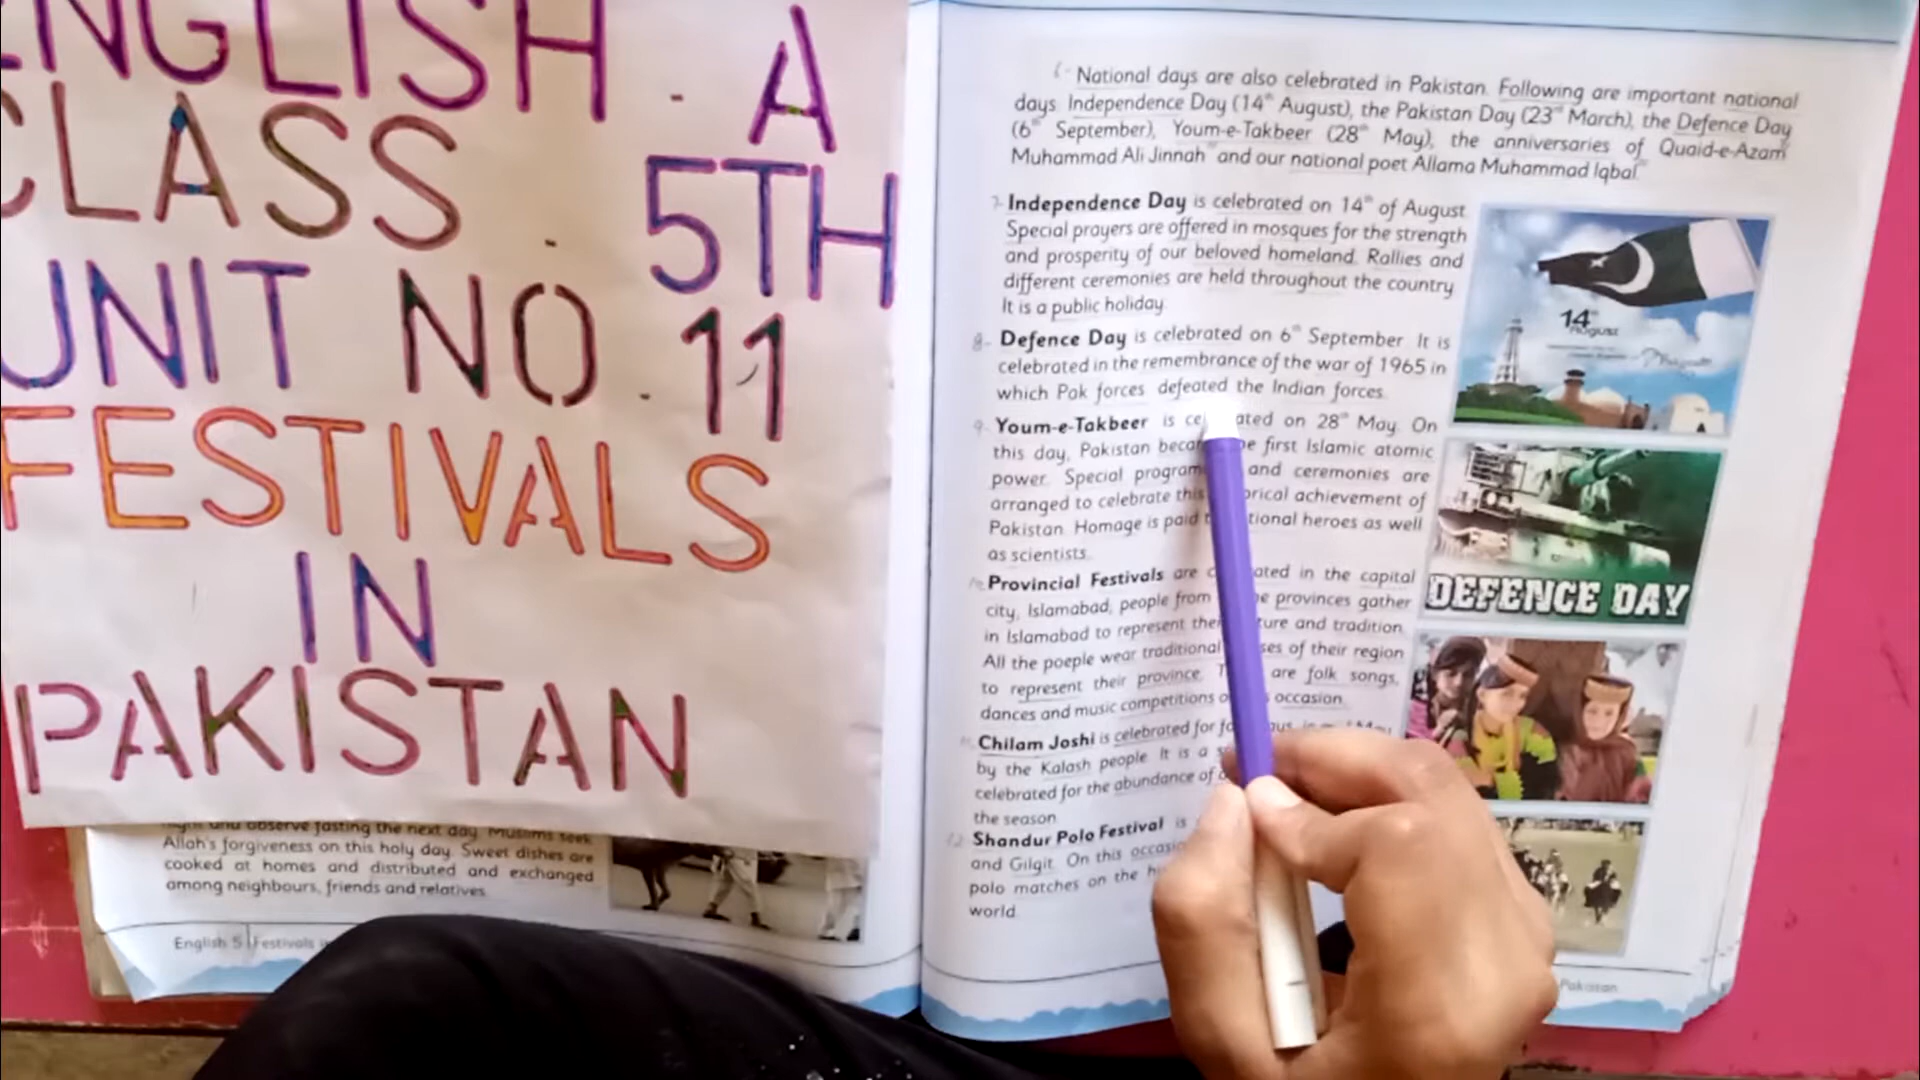 ENGLISH - A
CLASS - 5TH
UNIT NO. 11
FESTIVALS
IN
PAKISTAN
night and observe fasting the next day. Muslims seek
Allah's forgiveness on this holy day. Sweet dishes are
cooked at homes and distributed and exchanged
among neighbours, friends and relatives.
English 5 Festivals
6- National days are also celebrated in Pakistan. Following are important national
days. Independence Day (14th August), the Pakistan Day (23rd March), the Defence Day
(6th September), Youm-e-Takbeer (28th May), the anniversaries of Quaid-e-Azam
Muhammad Ali Jinnah and our national poet Allama Muhammad Iqbal
7- Independence Day is celebrated on 14th of August.
Special prayers are offered in mosques for the strength
and prosperity of our beloved homeland. Rallies and
different ceremonies are held throughout the country.
It is a public holiday.
8- Defence Day is celebrated on 6th September. It is
celebrated in the remembrance of the war of 1965 in
which Pak forces defeated the Indian forces.
9- Youm-e-Takbeer is ated on 28th May. On
this day, Pakistan first Islamic atomic
power. Special and ceremonies are
arranged to celebrate this achievement of
Pakistan. Homage is paid heroes as well
as scientists.
Provincial Festivals are in the capital
city, Islamabad, people from provinces gather
in Islamabad to represent and tradition.
All the poeple wear traditional of their region
to represent their province. are folk songs,
dances and music competitions occasion.
Chilam Joshi is celebrated for
by the Kalash people. It is a
celebrated for the abundance of
the season.
12 Shandur Polo Festival is
and Gilgit. On this
polo matches on the
world.
14th August
DEFENCE DAY
Pakistan